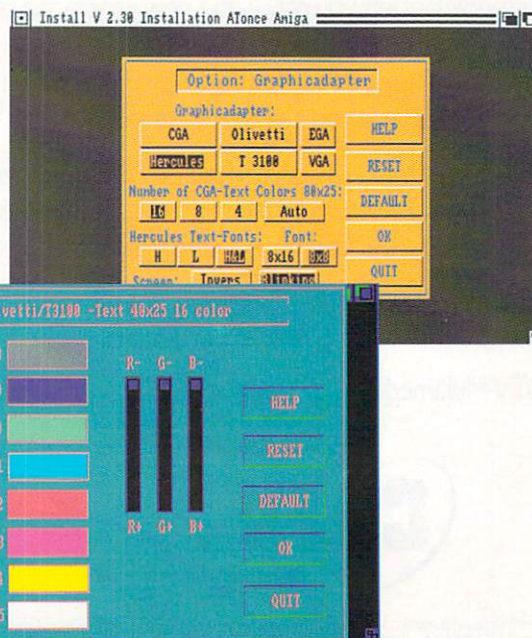 Install V 2.30 Installation ATonce Amiga
Option: Graphicadapter
Graphicadapter:
CGA Olivetti EGA HELP
Hercules T 3100 VGA RESET
Number of CGA-Text Colors 80x25:
16 8 4 Auto DEFAULT
Hercules Text-Fonts: Font: OK
H L H&L 8x16 8x8
Screen: Invers Blinking QUIT
vetti/T3100 -Text 40x25 16 color
R- G- B-
HELP
RESET
DEFAULT
R+ G+ B+
OK
QUIT